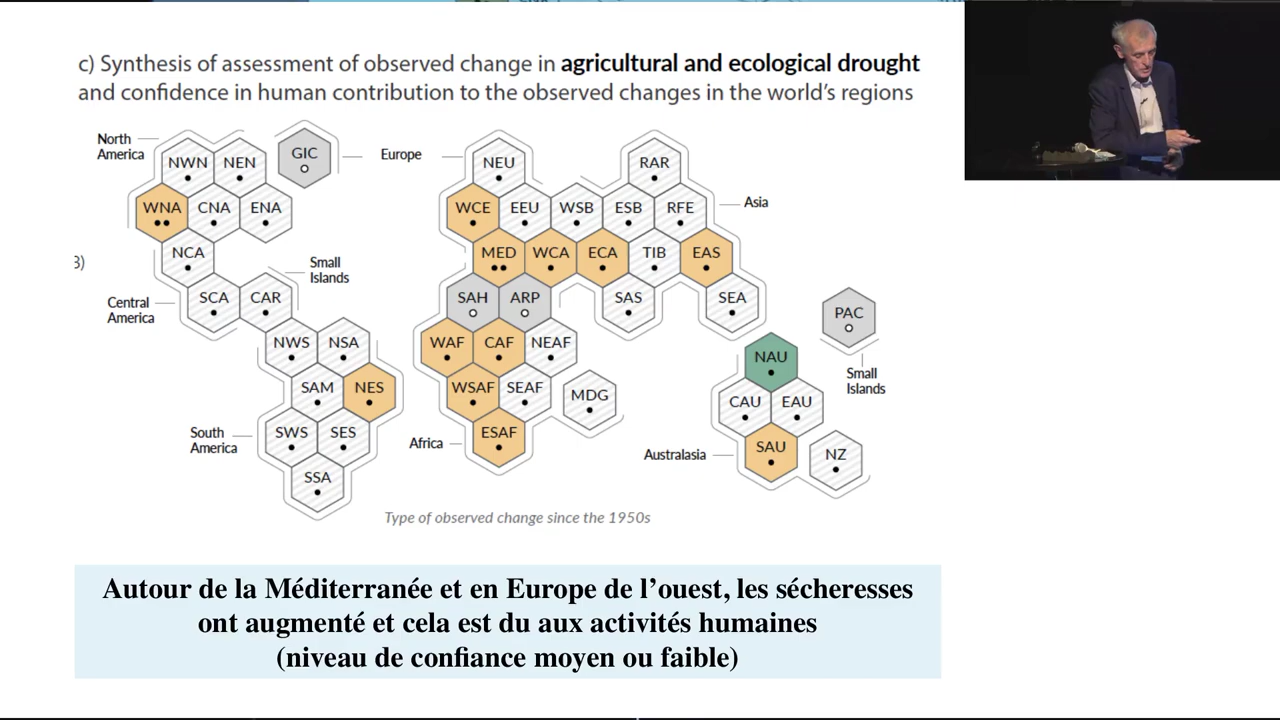 c) Synthesis of assessment of observed change in agricultural and ecological drought
and confidence in human contribution to the observed changes in the world's regions
North
America
NWN
NEN
GIC
Europe
NEU
RAR
WNA
CNA
ENA
WCE
EEU
WSB
ESB
RFE
Asia
3)
NCA
Small
Islands
MED
WCA
ECA
TIB
EAS
Central
America
SCA
CAR
SAH
ARP
SAS
SEA
PAC
NWS
NSA
WAF
CAF
NEAF
NAU
Small
Islands
SAM
NES
WSAF
SEAF
MDG
CAU
EAU
South
America
SWS
SES
Africa
ESAF
Australasia
SAU
NZ
SSA
Type of observed change since the 1950s
Autour de la Méditerranée et en Europe de l'ouest, les sécheresses
ont augmenté et cela est du aux activités humaines
(niveau de confiance moyen ou faible)